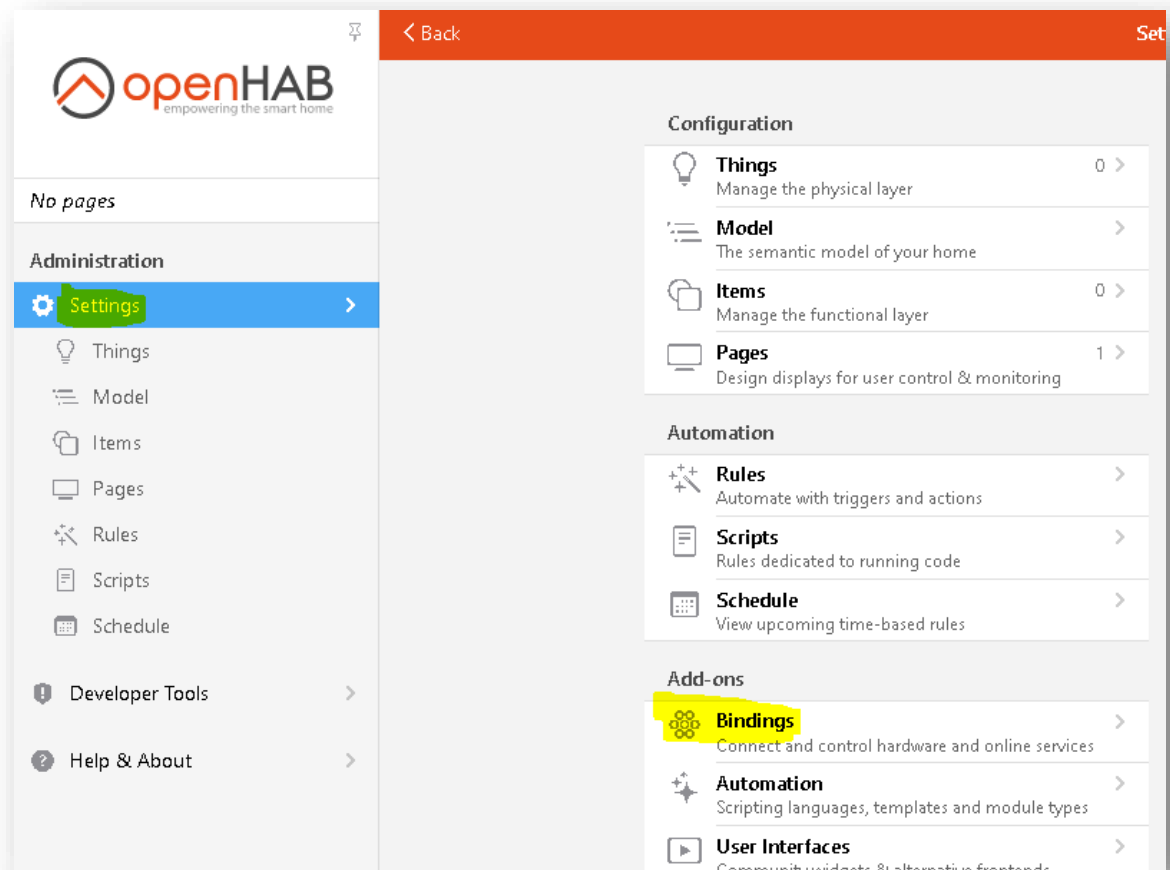 openHAB
empowering the smart home
No pages
Administration
Settings
Things
Model
Items
Pages
Rules
Scripts
Schedule
Developer Tools
Help & About
Back
Set
Configuration
Things 0
Manage the physical layer
Model
The semantic model of your home
Items 0
Manage the functional layer
Pages 1
Design displays for user control & monitoring
Automation
Rules
Automate with triggers and actions
Scripts
Rules dedicated to running code
Schedule
View upcoming time-based rules
Add-ons
Bindings
Connect and control hardware and online services
Automation
Scripting languages, templates and module types
User Interfaces
Community widgets & alternative frontends